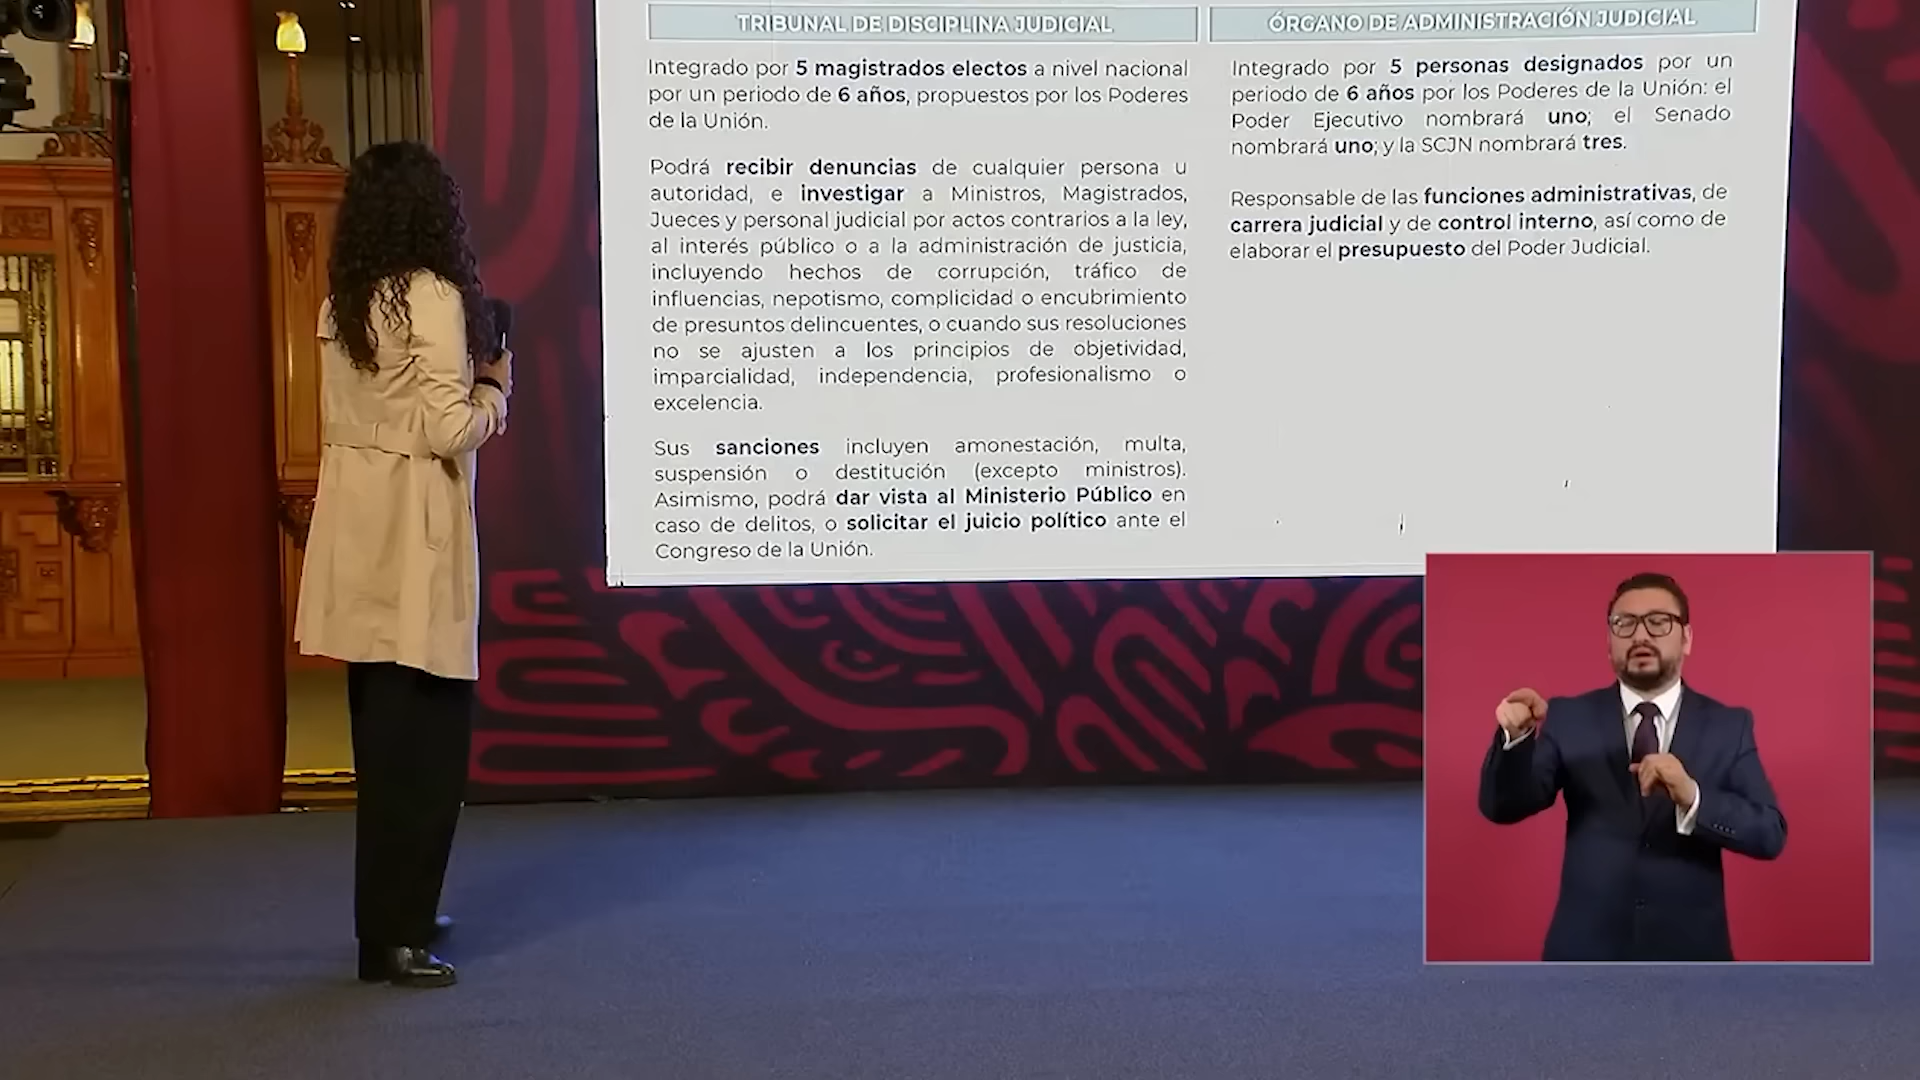 TRIBUNAL DE DISCIPLINA JUDICIAL
Integrado por 5 magistrados electos a nivel nacional
por un periodo de 6 años, propuestos por los Poderes
de la Unión.
Podrá recibir denuncias de cualquier persona u
autoridad, e investigar a Ministros, Magistrados,
Jueces y personal judicial por actos contrarios a la ley,
al interés público o a la administración de justicia,
incluyendo hechos de corrupción, tráfico de
influencias, nepotismo, complicidad o encubrimiento
de presuntos delincuentes, o cuando sus resoluciones
no se ajusten a los principios de objetividad,
imparcialidad, independencia, profesionalismo o
excelencia.
Sus sanciones incluyen amonestación, multa,
suspensión o destitución (excepto ministros).
Asimismo, podrá dar vista al Ministerio Público en
caso de delitos, o solicitar el juicio político ante el
Congreso de la Unión.
ÓRGANO DE ADMINISTRACIÓN JUDICIAL
Integrado por 5 personas designados por un
periodo de 6 años por los Poderes de la Unión: el
Poder Ejecutivo nombrará uno; el Senado
nombrará uno; y la SCJN nombrará tres.
Responsable de las funciones administrativas, de
carrera judicial y de control interno, así como de
elaborar el presupuesto del Poder Judicial.